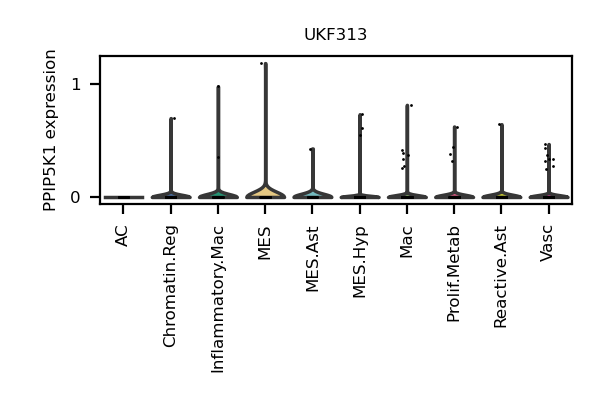 UKF313
PPIP5K1 expression
1
0
AC
Chromatin.Reg
Inflammatory.Mac
MES
MES.Ast
MES.Hyp
Mac
Prolif.Metab
Reactive.Ast
Vasc